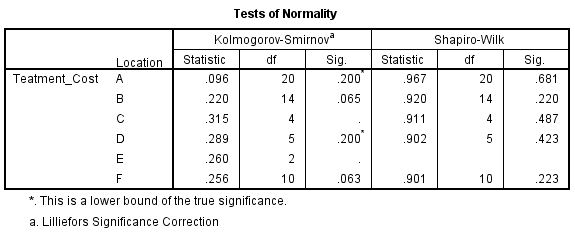 Tests of Normality
Kolmogorov-Smirnov a Shapiro-Wilk
Location Statistic df Sig. Statistic df Sig.
Teatment_Cost A .096 20 .200* .967 20 .681
B .220 14 .065 .920 14 .220
C .315 4 . .911 4 .487
D .289 5 .200* .902 5 .423
E .260 2 .
F .256 10 .063 .901 10 .223
*. This is a lower bound of the true significance.
a. Lilliefors Significance Correction